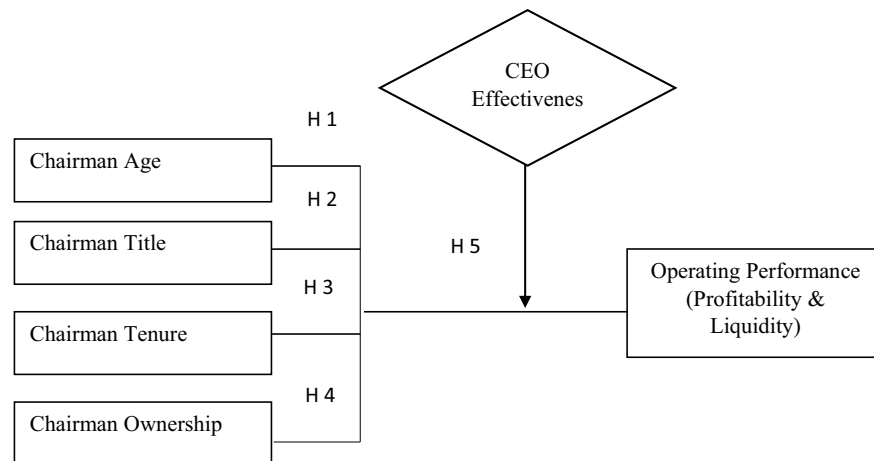 CEO
Effectivenes
H 1
Chairman Age
H 2
Chairman Title
H 5
H 3
Operating Performance
(Profitability &
Liquidity)
Chairman Tenure
H 4
Chairman Ownership